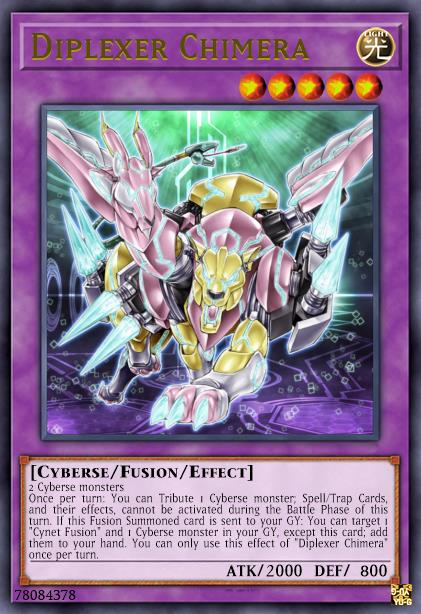 DIPLEXER CHIMERA
LIGHT
光
[CYBERSE/FUSION/EFFECT]
2 Cyberse monsters
Once per turn: You can Tribute 1 Cyberse monster; Spell/Trap Cards,
and their effects, cannot be activated during the Battle Phase of this
turn. If this Fusion Summoned card is sent to your GY: You can target 1
"Cynet Fusion" and 1 Cyberse monster in your GY, except this card; add
them to your hand. You can only use this effect of "Diplexer Chimera"
once per turn.
ATK/2000 DEF/ 800
78084378